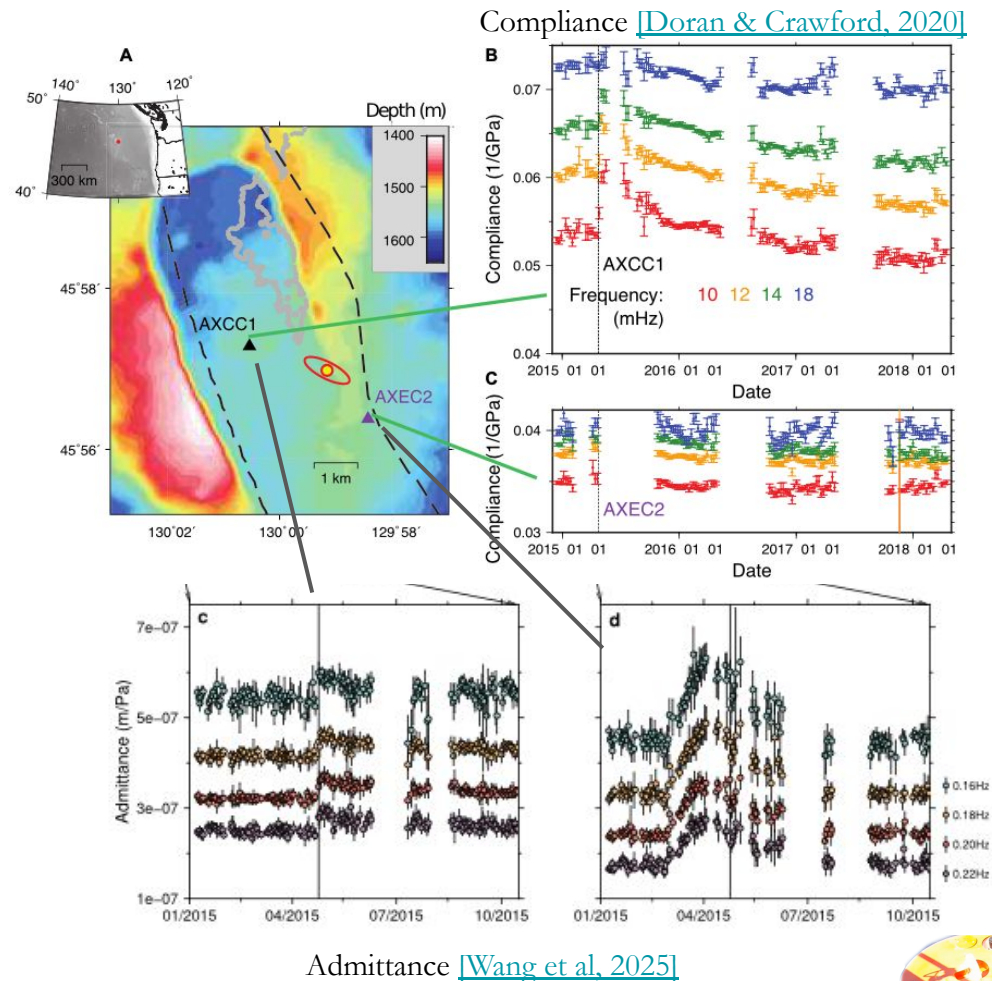 Compliance [Doran & Crawford, 2020]
A
140° 130° 120°
50°
40°
300 km
Depth (m)
1400
1500
1600
45°58'
45°56'
AXCC1
AXEC2
1 km
130°02' 130°00' 129°58'
B
Compliance (1/GPa)
0.07
0.06
0.05
0.04
AXCC1
Frequency: 10 12 14 18
(mHz)
2015 01 01 2016 01 01 2017 01 01 2018 01
Date
C
Compliance (1/GPa)
0.04
0.03
AXEC2
2015 01 01 2016 01 01 2017 01 01 2018 01
Date
c
Admittance (m/Pa)
7e−07
5e−07
3e−07
1e−07
01/2015 04/2015 07/2015 10/2015
d
01/2015 04/2015 07/2015 10/2015
0.16Hz
0.18Hz
0.20Hz
0.22Hz
Admittance [Wang et al, 2025]